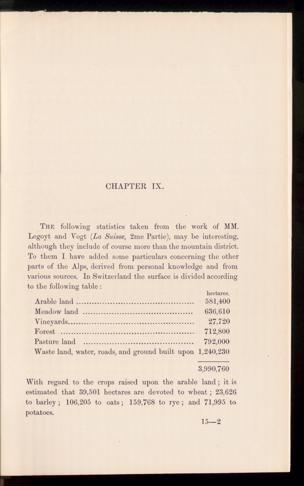 CHAPTER IX.
THE following statistics taken from the work of MM.
Legoyt and Vogt (La Suisse, 2me Partie), may be interesting,
although they include of course more than the mountain district.
To them I have added some particulars concerning the other
parts of the Alps, derived from personal knowledge and from
various sources. In Switzerland the surface is divided according
to the following table :
hectares.
Arable land ............................................ 581,400
Meadow land .......................................... 636,610
Vineyards............................................... 27,720
Forest .................................................. 712,800
Pasture land .......................................... 792,000
Waste land, water, roads, and ground built upon 1,240,230
3,990,760
With regard to the crops raised upon the arable land ; it is
estimated that 39,501 hectares are devoted to wheat ; 23,626
to barley ; 106,205 to oats ; 159,768 to rye ; and 71,995 to
potatoes.
15—2